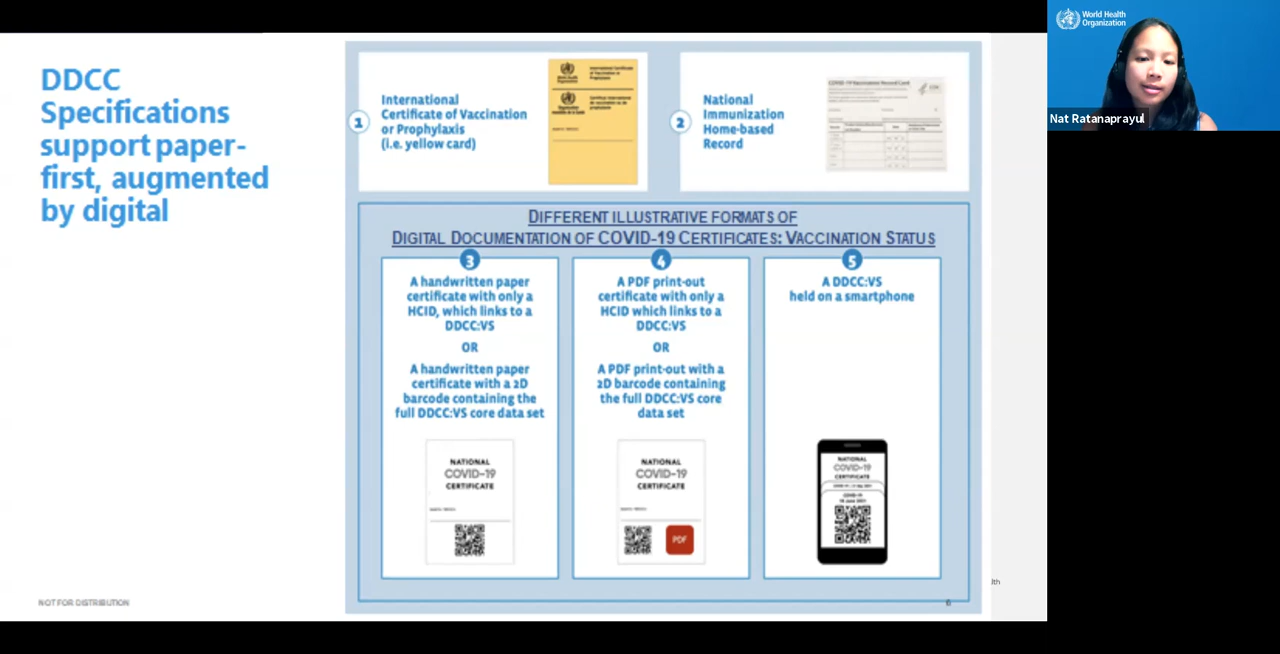 DDCC
Specifications
support paper-
first, augmented
by digital
1
International
Certificate of Vaccination
or Prophylaxis
(i.e. yellow card)
2
National
Immunization
Home-based
Record
DIFFERENT ILLUSTRATIVE FORMATS OF
DIGITAL DOCUMENTATION OF COVID-19 CERTIFICATES: VACCINATION STATUS
3
A handwritten paper
certificate with only a
HCID, which links to a
DDCC:VS
OR
A handwritten paper
certificate with a 2D
barcode containing the
full DDCC:VS core data set
NATIONAL
COVID-19
CERTIFICATE
4
A PDF print-out
certificate with only a
HCID which links to a
DDCC:VS
OR
A PDF print-out with a
2D barcode containing
the full DDCC:VS core
data set
NATIONAL
COVID-19
CERTIFICATE
PDF
5
A DDCC:VS
held on a smartphone
NATIONAL
COVID-19
CERTIFICATE
COVID-19
NOT FOR DISTRIBUTION
6
lth
World Health
Organization
Nat Ratanaprayul